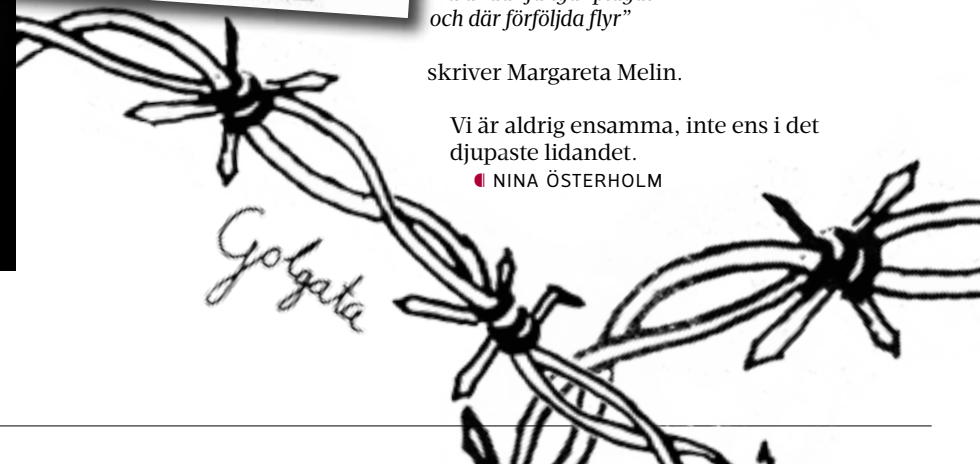 och där förföljda flyr”
skriver Margareta Melin.
Vi är aldrig ensamma, inte ens i det
djupaste lidandet.
NINA ÖSTERHOLM
Golgata